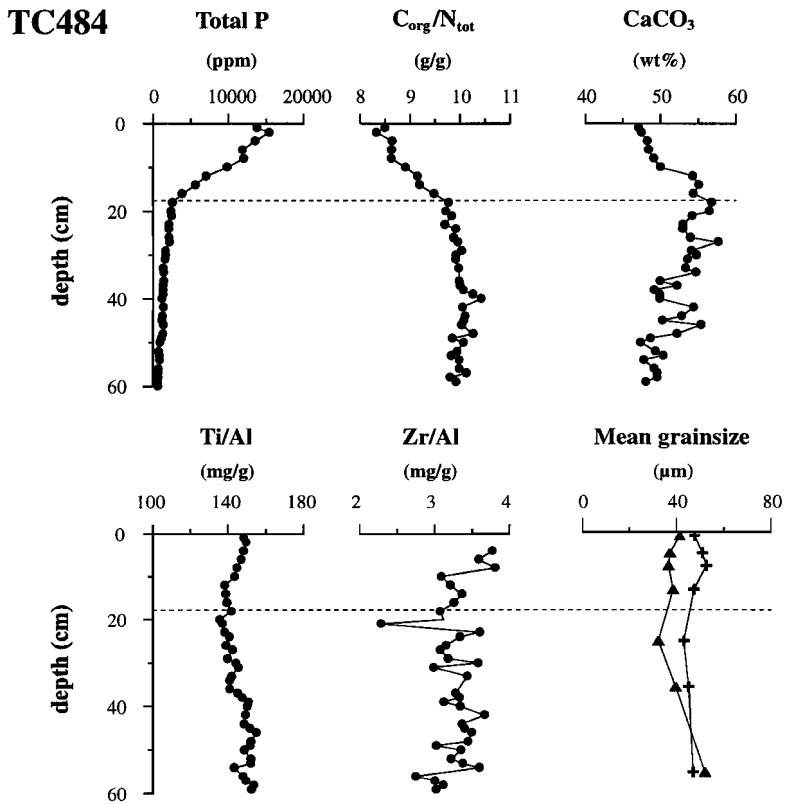 TC484
Total P
C_org/N_tot
CaCO₃
(ppm)
(g/g)
(wt%)
0 10000 20000
8 9 10 11
40 50 60
0
20
40
60
depth (cm)
Ti/Al
Zr/Al
Mean grainsize
(mg/g)
(mg/g)
(µm)
100 140 180
2 3 4
0 40 80
0
20
40
60
depth (cm)